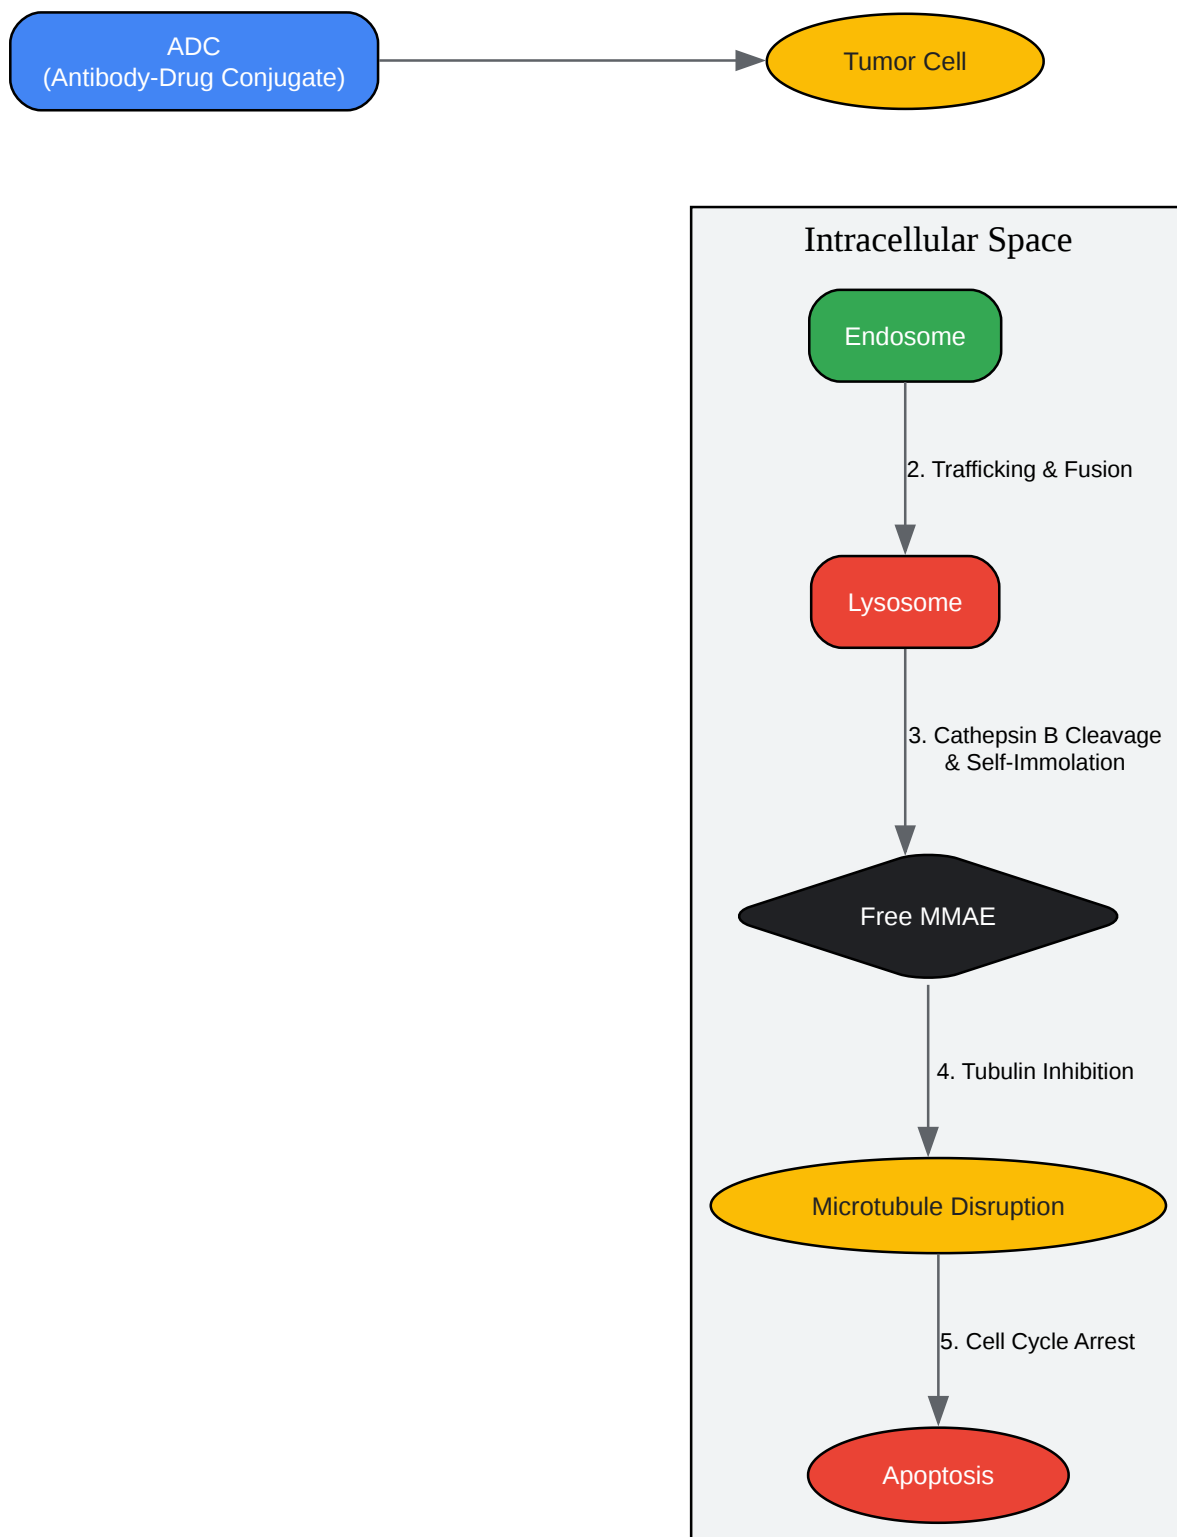 ADC
(Antibody-Drug Conjugate)
Tumor Cell
Intracellular Space
Endosome
2. Trafficking & Fusion
Lysosome
3. Cathepsin B Cleavage
& Self-Immolation
Free MMAE
4. Tubulin Inhibition
Microtubule Disruption
5. Cell Cycle Arrest
Apoptosis